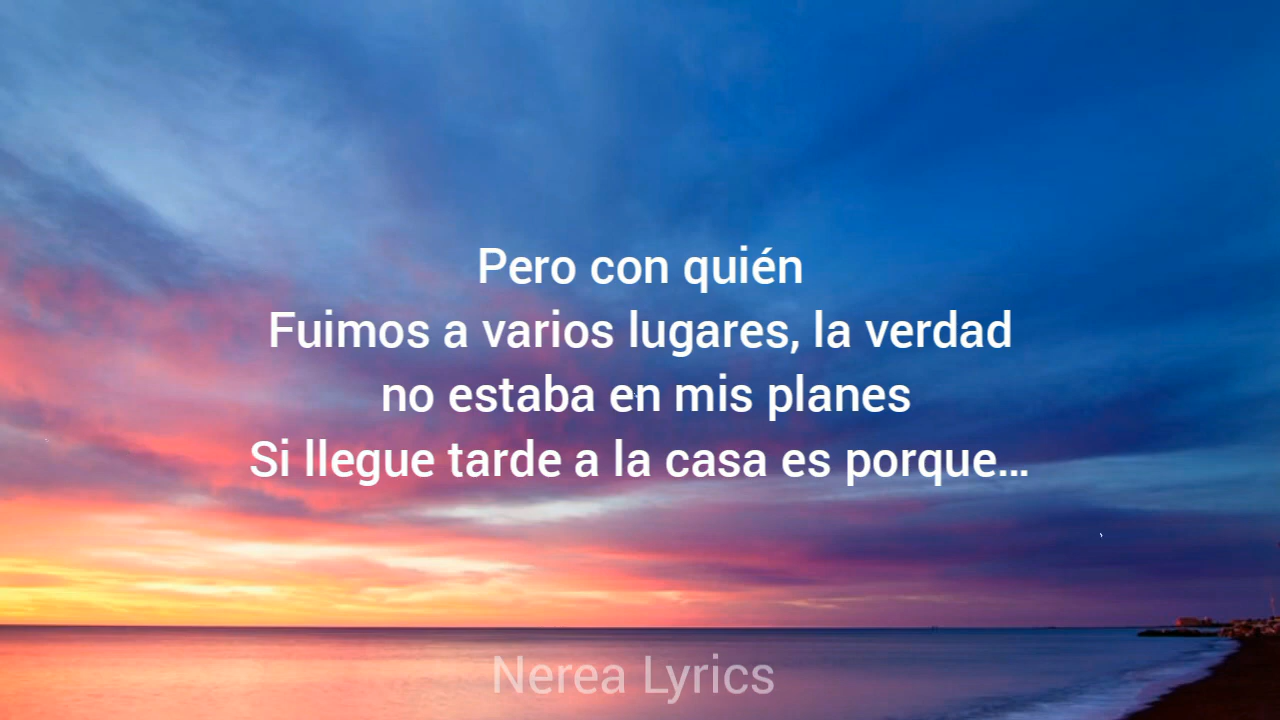 Pero con quién
Fuimos a varios lugares, la verdad
no estaba en mis planes
Si llegue tarde a la casa es porque...
Nerea Lyrics